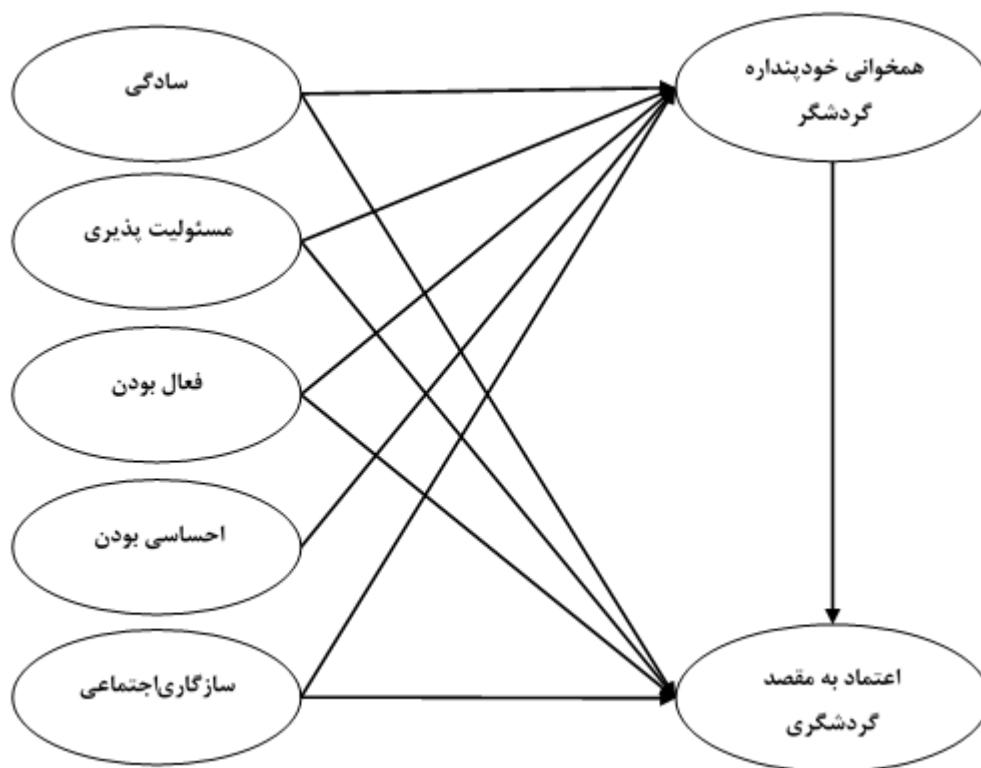 سادگی
مسئولیت پذیری
فعال بودن
احساسی بودن
سازگاری‌اجتماعی
همخوانی خودپنداره
گردشگر
اعتماد به مقصد
گردشگری